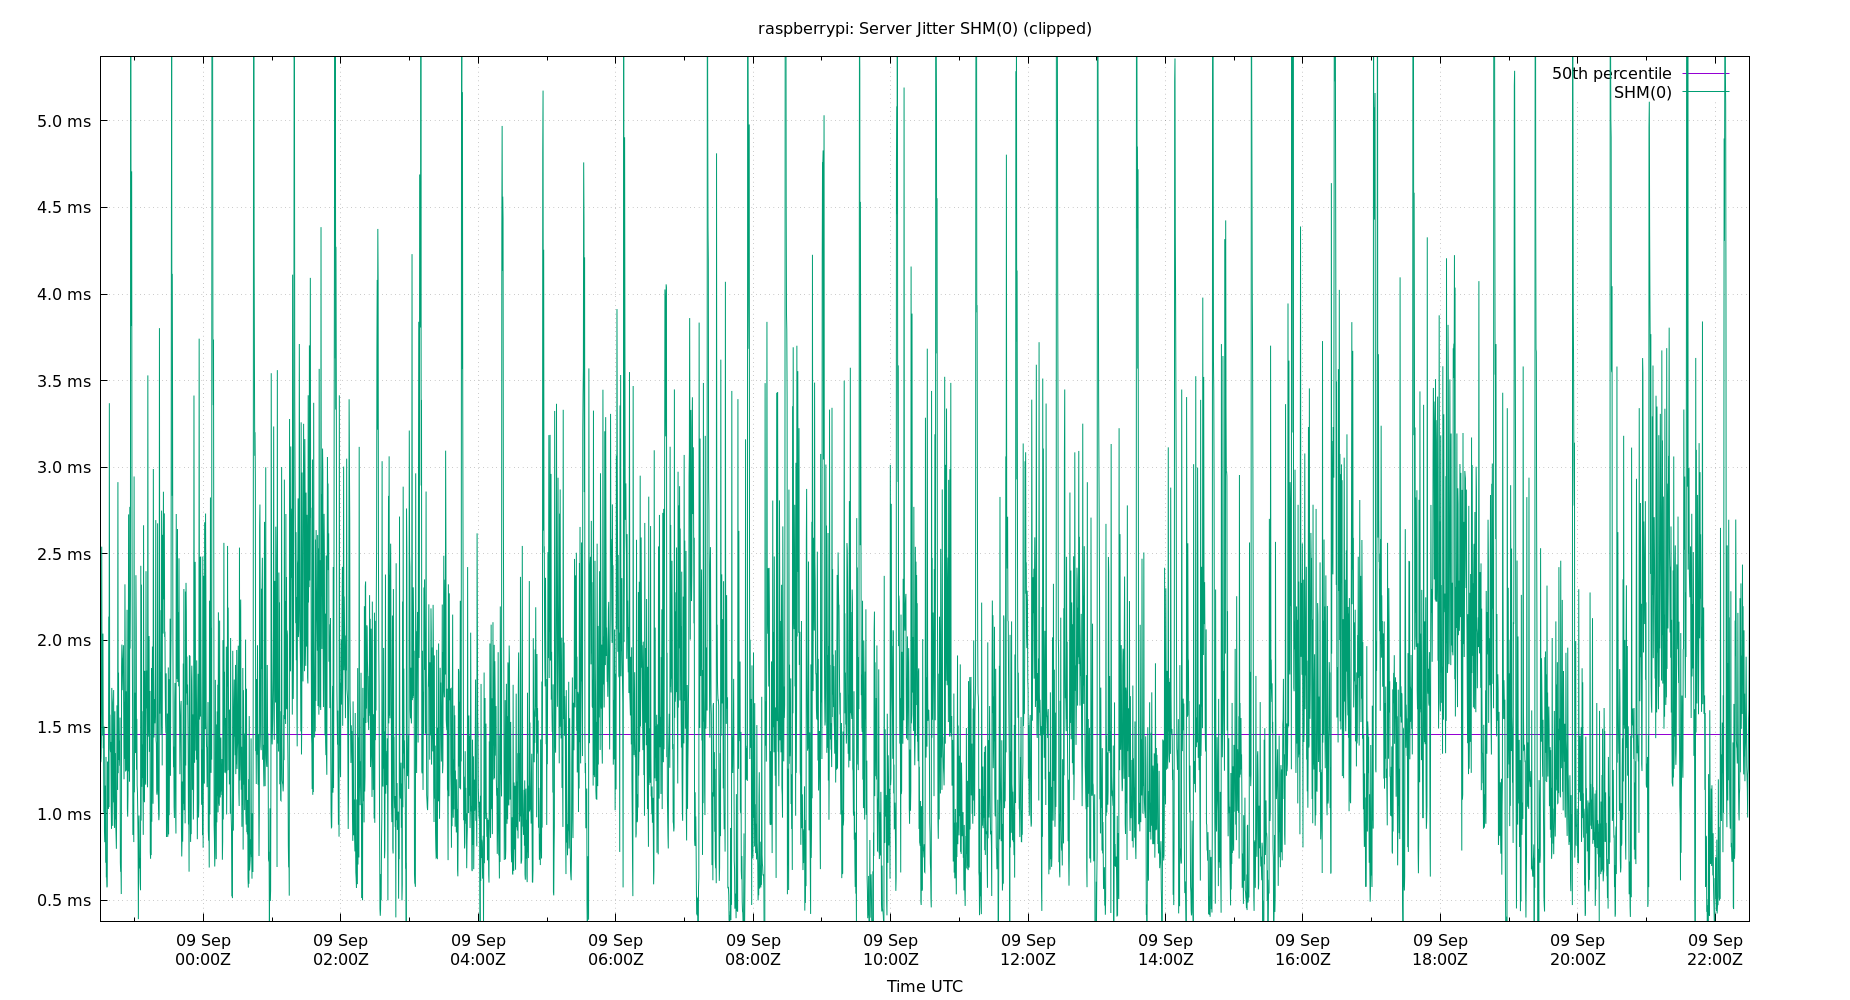 raspberrypi: Server Jitter SHM(0) (clipped)
50th percentile
SHM(0)
5.0 ms
4.5 ms
4.0 ms
3.5 ms
3.0 ms
2.5 ms
2.0 ms
1.5 ms
1.0 ms
0.5 ms
09 Sep 09 Sep 09 Sep 09 Sep 09 Sep 09 Sep 09 Sep 09 Sep 09 Sep 09 Sep 09 Sep 09 Sep
00:00Z 02:00Z 04:00Z 06:00Z 08:00Z 10:00Z 12:00Z 14:00Z 16:00Z 18:00Z 20:00Z 22:00Z
Time UTC